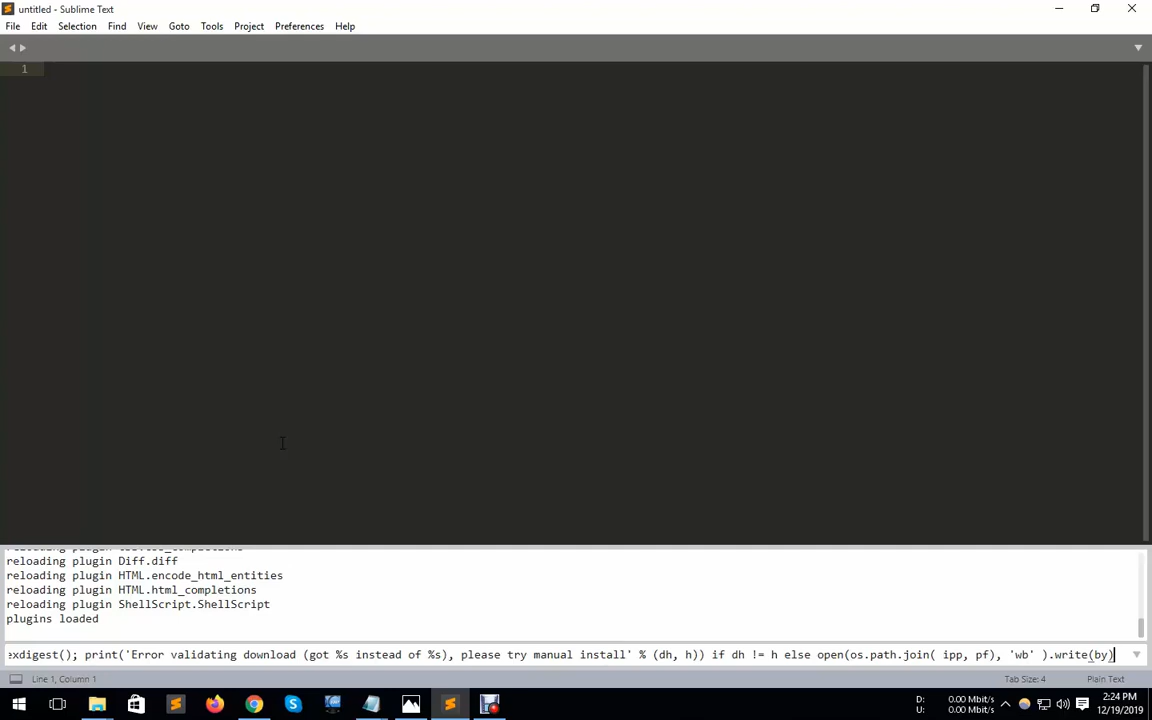 untitled - Sublime Text
File Edit Selection Find View Goto Tools Project Preferences Help
1
reloading plugin Diff.diff
reloading plugin HTML.encode_html_entities
reloading plugin HTML.html_completions
reloading plugin ShellScript.ShellScript
plugins loaded
exdigest(); print('Error validating download (got %s instead of %s), please try manual install' % (dh, h)) if dh != h else open(os.path.join( ipp, pf), 'wb' ).write(by)
Line 1, Column 1 Tab Size: 4 Plain Text
D: 0.00 Mbit/s 2:24 PM
U: 0.00 Mbit/s 12/19/2019